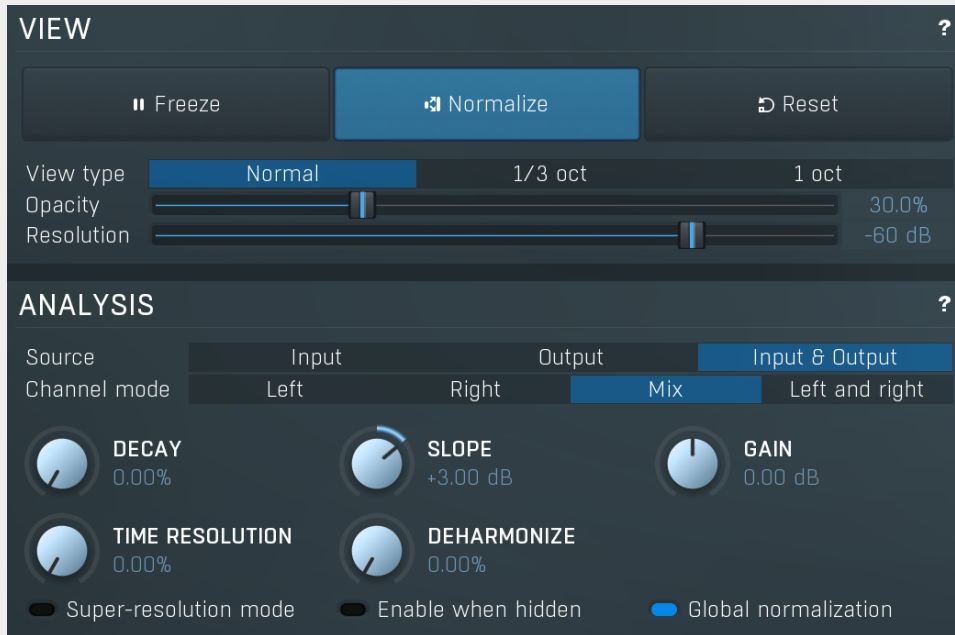 VIEW ?
Freeze Normalize Reset
View type Normal 1/3 oct 1 oct
Opacity 30.0%
Resolution -60 dB
ANALYSIS ?
Source Input Output Input & Output
Channel mode Left Right Mix Left and right
DECAY SLOPE GAIN
0.00% +3.00 dB 0.00 dB
TIME RESOLUTION DEHARMONIZE
0.00% 0.00%
Super-resolution mode Enable when hidden Global normalization